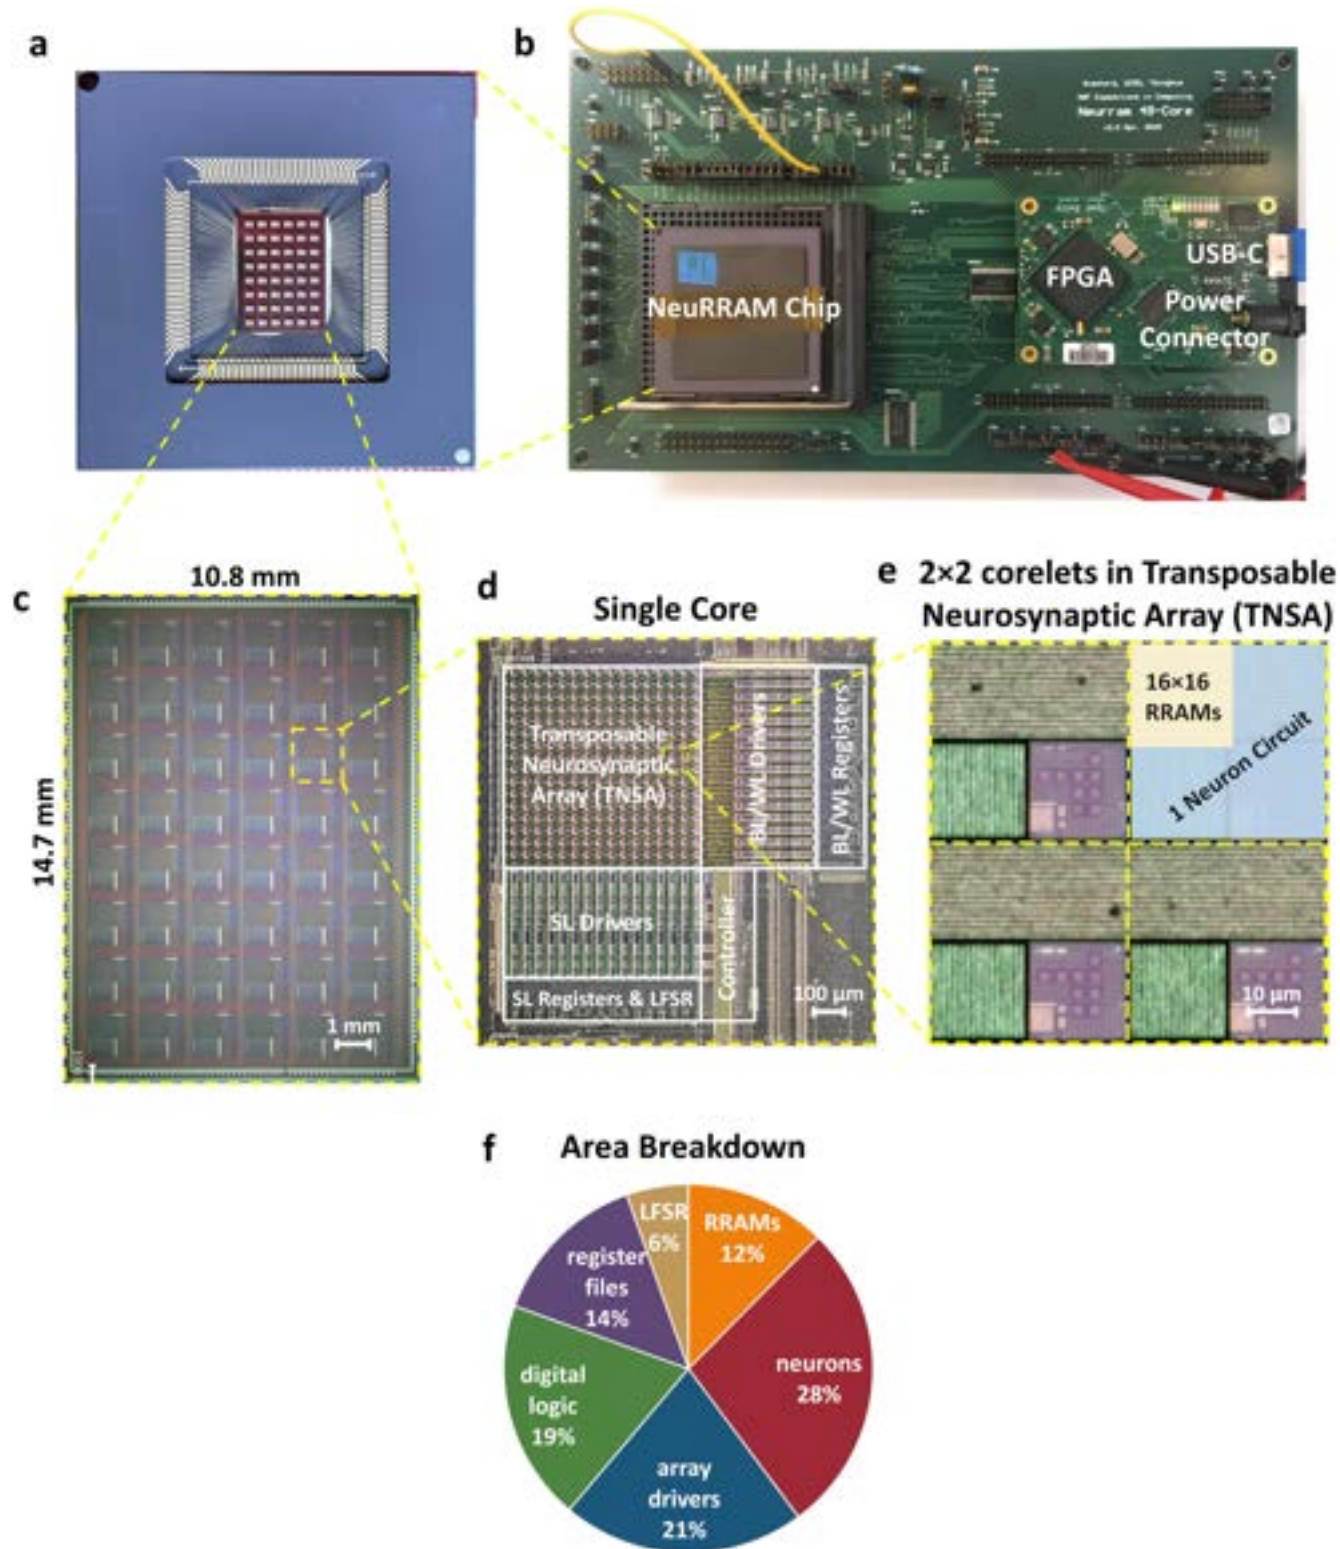 a
b
Neurram 48-Core
NeuRRAM Chip
FPGA
USB-C
Power
Connector
c
10.8 mm
14.7 mm
1 mm
d
Single Core
Transposable
Neurosynaptic
Array (TNSA)
BL/WL Drivers
BL/WL Registers
SL Drivers
Controller
SL Registers & LFSR
100 µm
e
2×2 corelets in Transposable
Neurosynaptic Array (TNSA)
16×16
RRAMs
1 Neuron Circuit
10 µm
f
Area Breakdown
LFSR
6%
RRAMs
12%
register
files
14%
neurons
28%
digital
logic
19%
array
drivers
21%